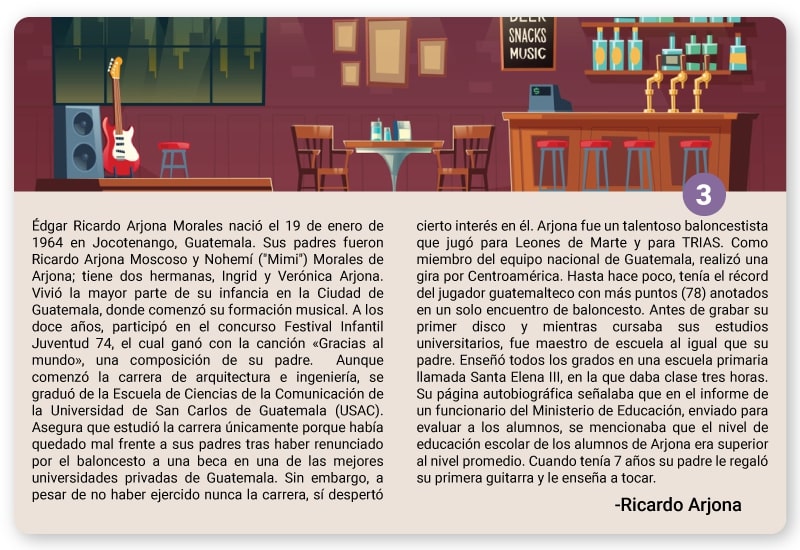 BEER
SNACKS
MUSIC
$
3
Édgar Ricardo Arjona Morales nació el 19 de enero de
1964 en Jocotenango, Guatemala. Sus padres fueron
Ricardo Arjona Moscoso y Nohemí ("Mimi") Morales de
Arjona; tiene dos hermanas, Ingrid y Verónica Arjona.
Vivió la mayor parte de su infancia en la Ciudad de
Guatemala, donde comenzó su formación musical. A los
doce años, participó en el concurso Festival Infantil
Juventud 74, el cual ganó con la canción «Gracias al
mundo», una composición de su padre. Aunque
comenzó la carrera de arquitectura e ingeniería, se
graduó de la Escuela de Ciencias de la Comunicación de
la Universidad de San Carlos de Guatemala (USAC).
Asegura que estudió la carrera únicamente porque había
quedado mal frente a sus padres tras haber renunciado
por el baloncesto a una beca en una de las mejores
universidades privadas de Guatemala. Sin embargo, a
pesar de no haber ejercido nunca la carrera, sí despertó
cierto interés en él. Arjona fue un talentoso baloncestista
que jugó para Leones de Marte y para TRIAS. Como
miembro del equipo nacional de Guatemala, realizó una
gira por Centroamérica. Hasta hace poco, tenía el récord
del jugador guatemalteco con más puntos (78) anotados
en un solo encuentro de baloncesto. Antes de grabar su
primer disco y mientras cursaba sus estudios
universitarios, fue maestro de escuela al igual que su
padre. Enseñó todos los grados en una escuela primaria
llamada Santa Elena III, en la que daba clase tres horas.
Su página autobiográfica señalaba que en el informe de
un funcionario del Ministerio de Educación, enviado para
evaluar a los alumnos, se mencionaba que el nivel de
educación escolar de los alumnos de Arjona era superior
al nivel promedio. Cuando tenía 7 años su padre le regaló
su primera guitarra y le enseña a tocar.
-Ricardo Arjona